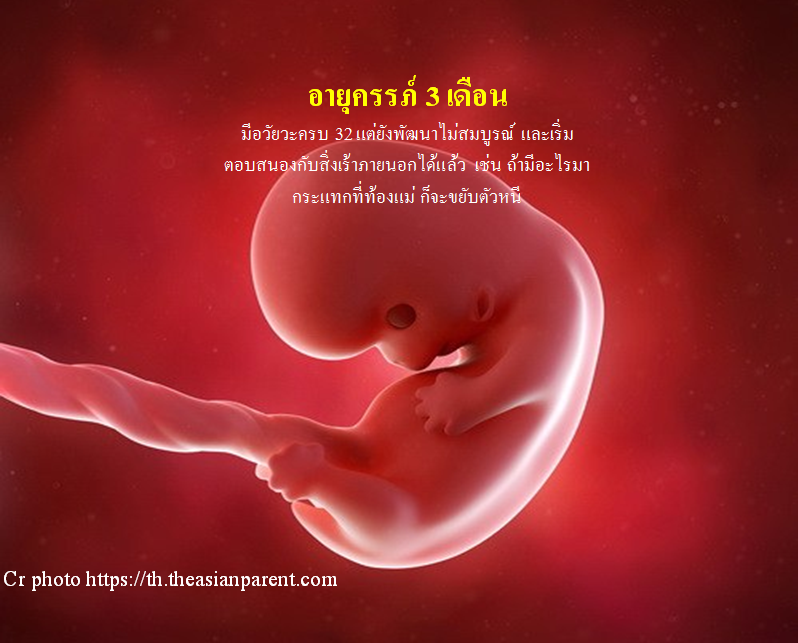 อายุครรภ์ 3 เดือน
มีอวัยวะครบ 32 แต่ยังพัฒนาไม่สมบูรณ์ และเริ่ม
ตอบสนองกับสิ่งเร้าภายนอกได้แล้ว เช่น ถ้ามีอะไรมา
กระแทกที่ท้องแม่ ก็จะขยับตัวหนี
Cr photo https://th.theasianparent.com